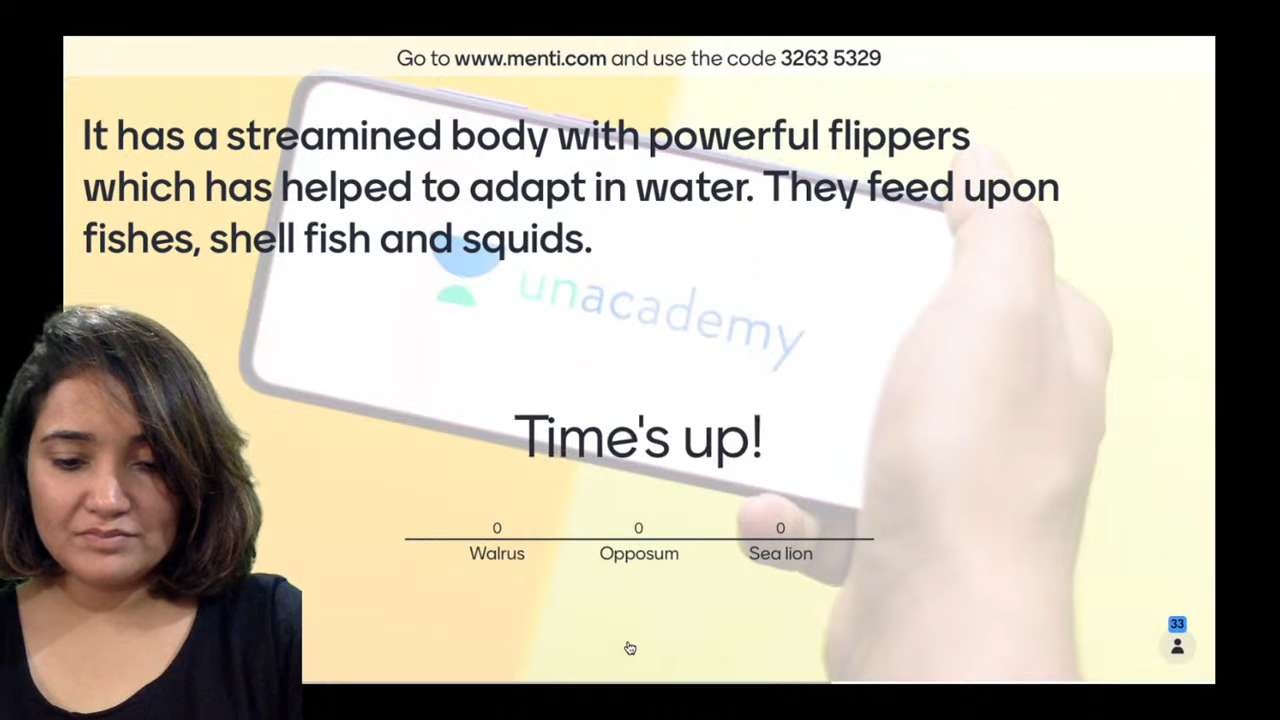 Go to www.menti.com and use the code 3263 5329
It has a streamined body with powerful flippers
which has helped to adapt in water. They feed upon
fishes, shell fish and squids.
unacademy
Time's up!
0 0 0
Walrus Opposum Sea lion
33